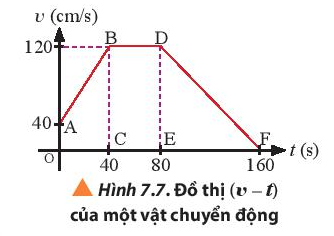 v (cm/s)
120
B
D
40
A
C
E
F
t (s)
O
40
80
160
Hình 7.7. Đồ thị (v – t)
của một vật chuyển động